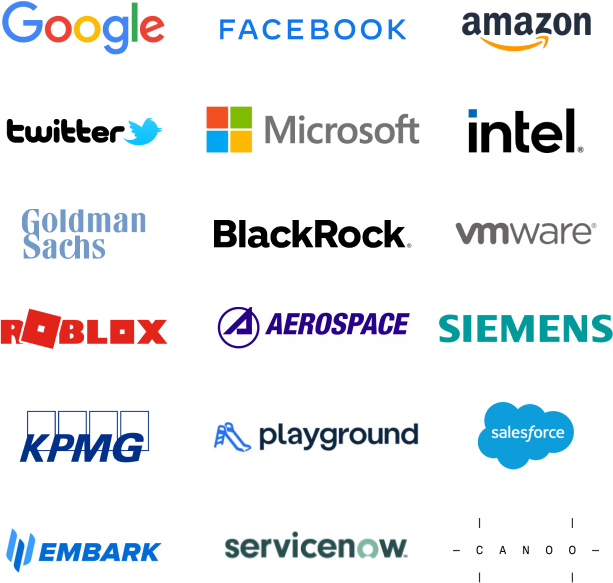 Google
FACEBOOK
amazon
twitter
Microsoft
intel®
Goldman
Sachs
BlackRock®
vmware®
ROBLOX
AEROSPACE
SIEMENS
KPMG
playground
salesforce
EMBARK
servicenow
CANOO